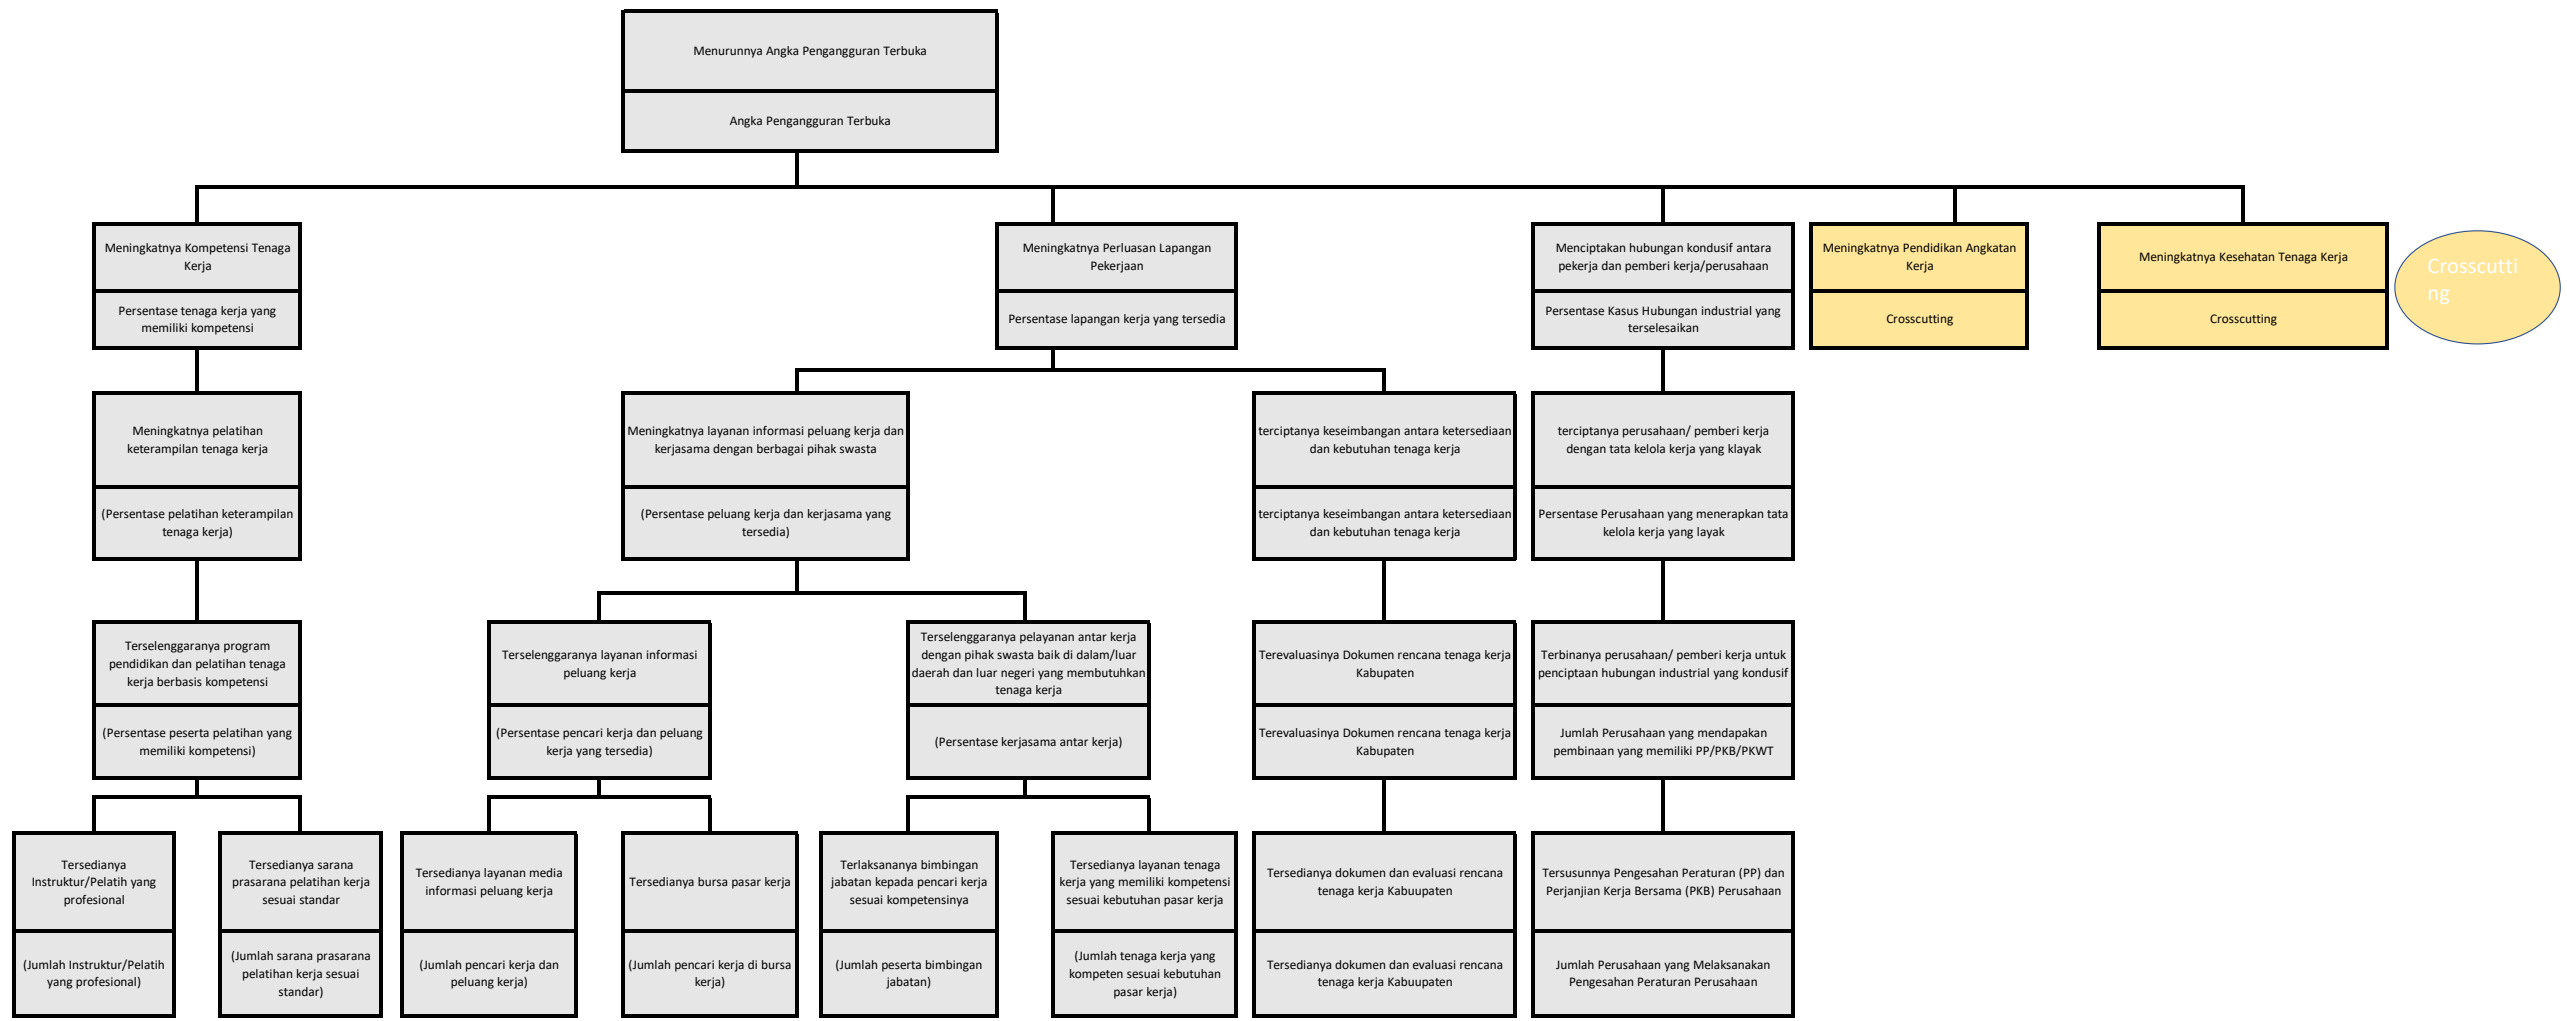 Menurunnya Angka Pengangguran Terbuka
Angka Pengangguran Terbuka
Meningkatnya Kompetensi Tenaga
Kerja
Persentase tenaga kerja yang
memiliki kompetensi
Meningkatnya Perluasan Lapangan
Pekerjaan
Persentase lapangan kerja yang tersedia
Menciptakan hubungan kondusif antara
pekerja dan pemberi kerja/perusahaan
Persentase Kasus Hubungan industrial yang
terselesaikan
Meningkatnya Pendidikan Angkatan
Kerja
Crosscutting
Meningkatnya Kesehatan Tenaga Kerja
Crosscutting
Crosscutti
ng
Meningkatnya pelatihan
keterampilan tenaga kerja
(Persentase pelatihan keterampilan
tenaga kerja)
Meningkatnya layanan informasi peluang kerja dan
kerjasama dengan berbagai pihak swasta
(Persentase peluang kerja dan kerjasama yang
tersedia)
terciptanya keseimbangan antara ketersediaan
dan kebutuhan tenaga kerja
terciptanya keseimbangan antara ketersediaan
dan kebutuhan tenaga kerja
terciptanya perusahaan/ pemberi kerja
dengan tata kelola kerja yang klayak
Persentase Perusahaan yang menerapkan tata
kelola kerja yang layak
Terselenggaranya program
pendidikan dan pelatihan tenaga
kerja berbasis kompetensi
(Persentase peserta pelatihan yang
memiliki kompetensi)
Terselenggaranya layanan informasi
peluang kerja
(Persentase pencari kerja dan peluang
kerja yang tersedia)
Terselenggaranya pelayanan antar kerja
dengan pihak swasta baik di dalam/luar
daerah dan luar negeri yang membutuhkan
tenaga kerja
(Persentase kerjasama antar kerja)
Terevaluasinya Dokumen rencana tenaga kerja
Kabupaten
Terevaluasinya Dokumen rencana tenaga kerja
Kabupaten
Terbinanya perusahaan/ pemberi kerja untuk
penciptaan hubungan industrial yang kondusif
Jumlah Perusahaan yang mendapakan
pembinaan yang memiliki PP/PKB/PKWT
Tersedianya
Instruktur/Pelatih yang
profesional
(Jumlah Instruktur/Pelatih
yang profesional)
Tersedianya sarana
prasarana pelatihan kerja
sesuai standar
(Jumlah sarana prasarana
pelatihan kerja sesuai
standar)
Tersedianya layanan media
informasi peluang kerja
(Jumlah pencari kerja dan
peluang kerja)
Tersedianya bursa pasar kerja
(Jumlah pencari kerja di bursa
kerja)
Terlaksananya bimbingan
jabatan kepada pencari kerja
sesuai kompetensinya
(Jumlah peserta bimbingan
jabatan)
Tersedianya layanan tenaga
kerja yang memiliki kompetensi
sesuai kebutuhan pasar kerja
(Jumlah tenaga kerja yang
kompeten sesuai kebutuhan
pasar kerja)
Tersedianya dokumen dan evaluasi rencana
tenaga kerja Kabuupaten
Tersedianya dokumen dan evaluasi rencana
tenaga kerja Kabuupaten
Tersusunnya Pengesahan Peraturan (PP) dan
Perjanjian Kerja Bersama (PKB) Perusahaan
Jumlah Perusahaan yang Melaksanakan
Pengesahan Peraturan Perusahaan